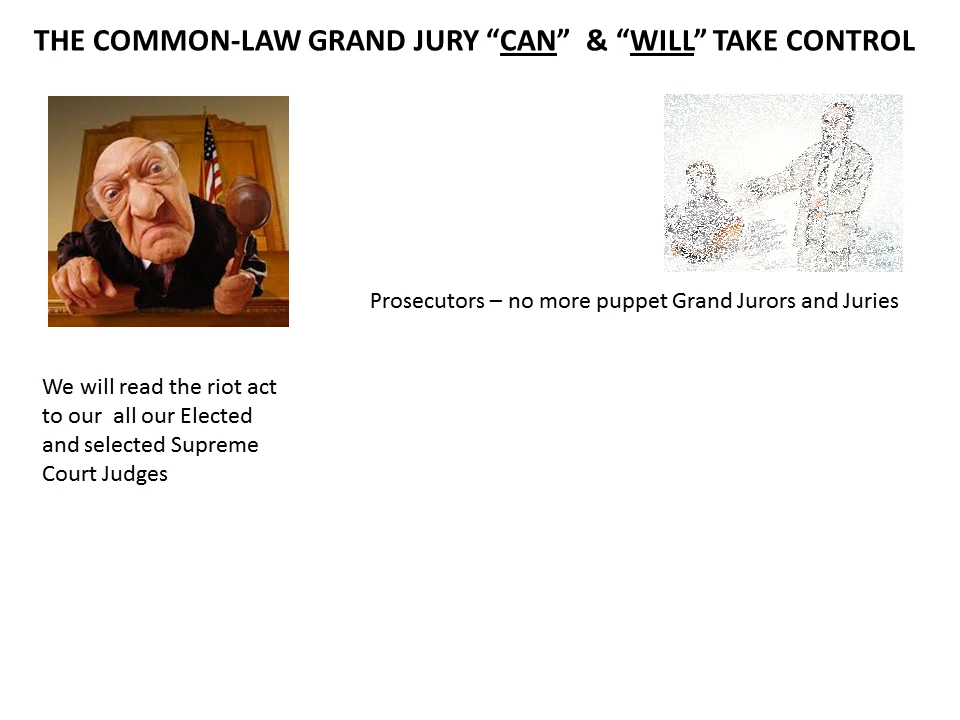 THE COMMON-LAW GRAND JURY “CAN” & “WILL” TAKE CONTROL
Prosecutors – no more puppet Grand Jurors and Juries
We will read the riot act
to our all our Elected
and selected Supreme
Court Judges